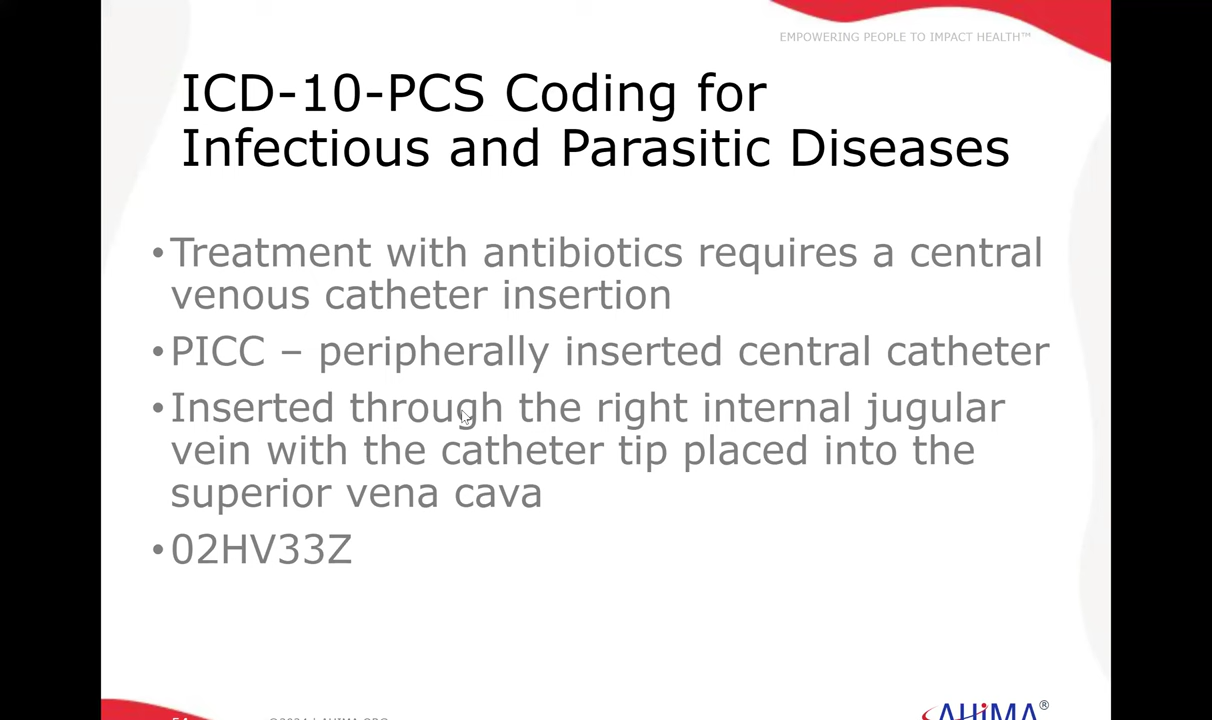 EMPOWERING PEOPLE TO IMPACT HEALTH™
ICD-10-PCS Coding for
Infectious and Parasitic Diseases
•Treatment with antibiotics requires a central
venous catheter insertion
•PICC – peripherally inserted central catheter
•Inserted through the right internal jugular
vein with the catheter tip placed into the
superior vena cava
•02HV33Z
AHIMA®